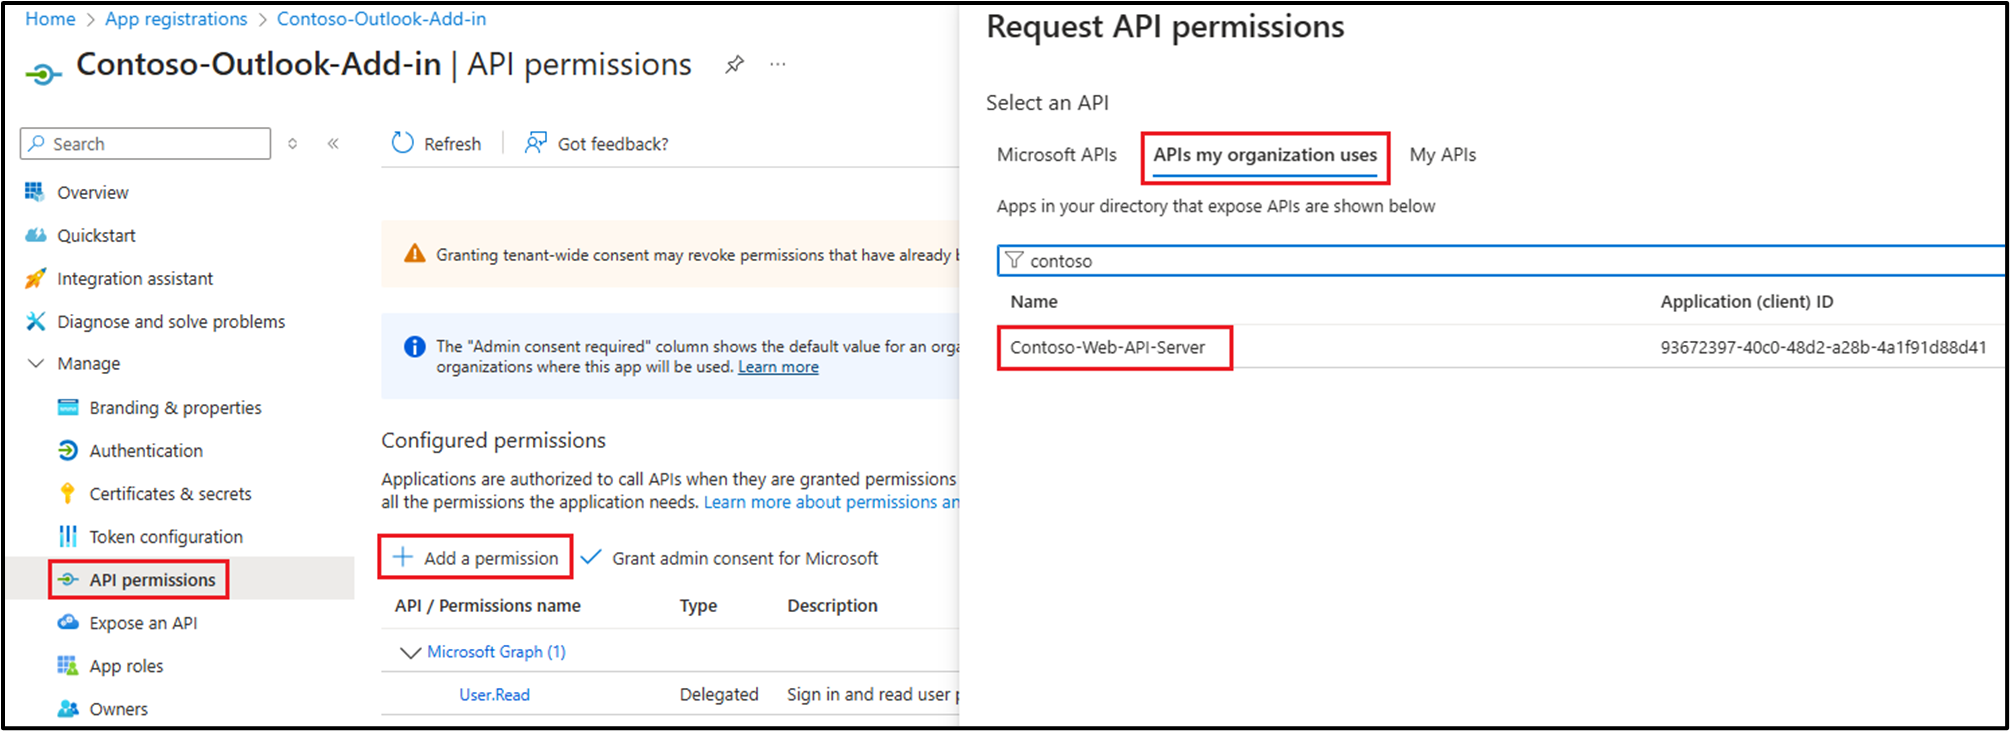 Home > App registrations > Contoso-Outlook-Add-in
Contoso-Outlook-Add-in | API permissions
Search
Refresh
Got feedback?
Overview
Quickstart
Integration assistant
Diagnose and solve problems
Manage
Branding & properties
Authentication
Certificates & secrets
Token configuration
API permissions
Expose an API
App roles
Owners
Granting tenant-wide consent may revoke permissions that have already
The "Admin consent required" column shows the default value for an
organizations where this app will be used. Learn more
Configured permissions
Applications are authorized to call APIs when they are granted permissions
all the permissions the application needs. Learn more about permissions
Add a permission
Grant admin consent for Microsoft
API / Permissions name Type Description
Microsoft Graph (1)
User.Read Delegated Sign in and read user
Request API permissions
Select an API
Microsoft APIs APIs my organization uses My APIs
Apps in your directory that expose APIs are shown below
contoso
Name Application (client) ID
Contoso-Web-API-Server 93672397-40c0-48d2-a28b-4a1f91d88d41